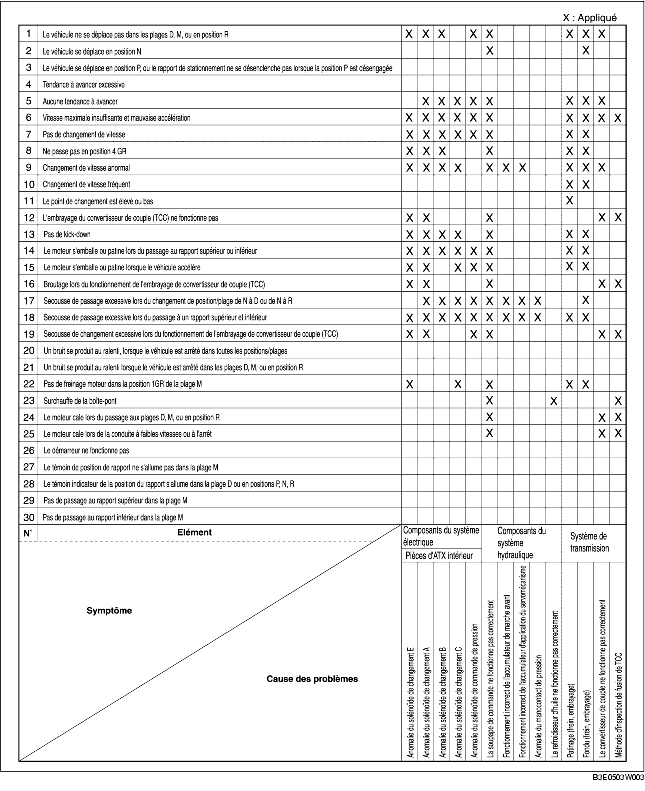 X : Appliqué
1 Le véhicule ne se déplace pas dans les plages D, M, ou en position R X X X X X X X X
2 Le véhicule se déplace en position N X X
3 Le véhicule se déplace en position P, ou le rapport de stationnement ne se désenclenche pas lorsque la position P est désengagée
4 Tendance à avancer excessive
5 Aucune tendance à avancer X X X X X X X X
6 Vitesse maximale insuffisante et mauvaise accélération X X X X X X X X X X
7 Pas de changement de vitesse X X X X X X X X
8 Ne passe pas en position 4 GR X X X X X X
9 Changement de vitesse anormal X X X X X X X X X X
10 Changement de vitesse fréquent X X
11 Le point de changement est élevé ou bas X
12 L'embrayage du convertisseur de couple (TCC) ne fonctionne pas X X X X X
13 Pas de kick-down X X X X X X X
14 Le moteur s'emballe ou patine lors du passage au rapport supérieur ou inférieur X X X X X X X X
15 Le moteur s'emballe ou patine lorsque le véhicule accélère X X X X X X X
16 Broutage lors du fonctionnement de l'embrayage de convertisseur de couple (TCC) X X X X X
17 Secousse de passage excessive lors du changement de position/plage de N à D ou de N à R X X X X X X X X X
18 Secousse de passage excessive lors du passage à un rapport supérieur et inférieur X X X X X X X X X X X
19 Secousse de changement excessive lors du fonctionnement de l'embrayage de convertisseur de couple (TCC) X X X X X X
20 Un bruit se produit au ralenti, lorsque le véhicule est arrêté dans toutes les positions/plages
21 Un bruit se produit au ralenti lorsque le véhicule est arrêté dans les plages D, M, ou en position R
22 Pas de freinage moteur dans la position 1GR de la plage M X X X X X
23 Surchauffe de la boîte-pont X X X
24 Le moteur cale lors du passage aux plages D, M, ou en position R. X X X
25 Le moteur cale lors de la conduite à faibles vitesses ou à l'arrêt X X X
26 Le démarreur ne fonctionne pas
27 Le témoin de position de rapport ne s'allume pas dans la plage M
28 Le témoin indicateur de la position du rapport s'allume dans la plage D ou en positions P, N, R
29 Pas de passage au rapport supérieur dans la plage M
30 Pas de passage au rapport inférieur dans la plage M
N° Elément
Composants du système
électrique
Pièces d'ATX intérieur
Composants du
système
hydraulique
Système de
transmission
Symptôme
Cause des problèmes
Anomalie du solénoïde de changement E
Anomalie du solénoïde de changement A
Anomalie du solénoïde de changement B
Anomalie du solénoïde de changement C
Anomalie du solénoïde de commande de pression
La soupape de commande ne fonctionne pas correctement
Fonctionnement incorrect de l'accumulateur de marche avant
Fonctionnement incorrect de l'accumulateur d'application du servomécanisme
Anomalie du manocontact de pression
Le refroidisseur d'huile ne fonctionne pas correctement
Patinage (frein, embrayage)
Fondu (frein, embrayage)
Le convertisseur de couple ne fonctionne pas correctement
Méthode d'inspection de fusion de TCC
B3E0503W003